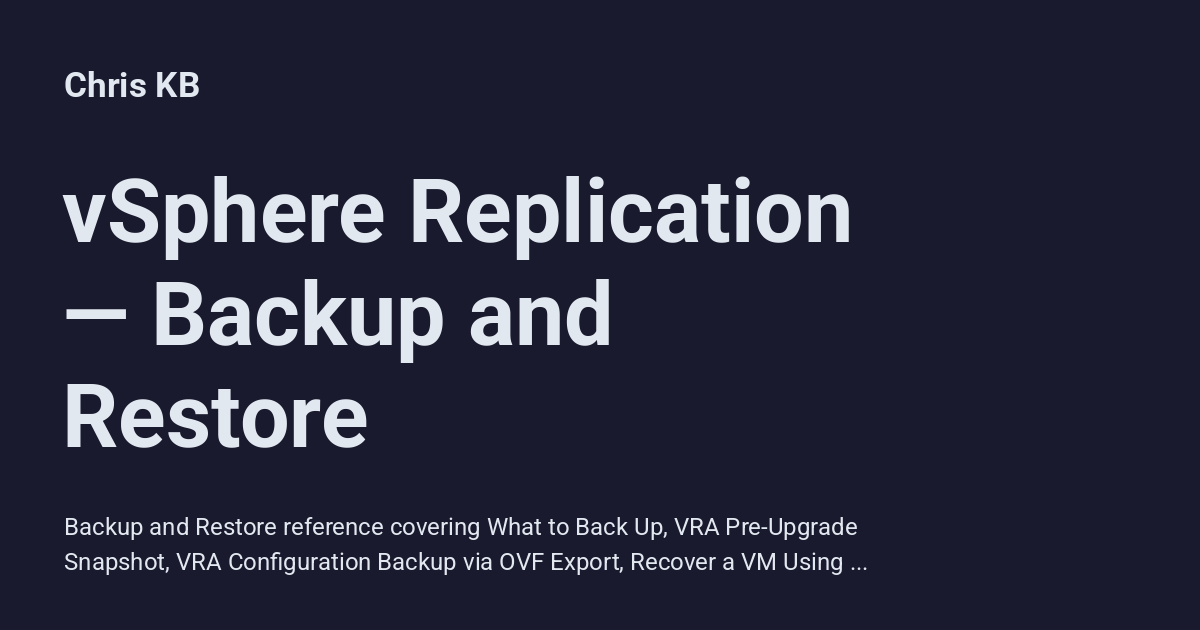 Chris KB
vSphere Replication
— Backup and
Restore
Backup and Restore reference covering What to Back Up, VRA Pre-Upgrade
Snapshot, VRA Configuration Backup via OVF Export, Recover a VM Using ...